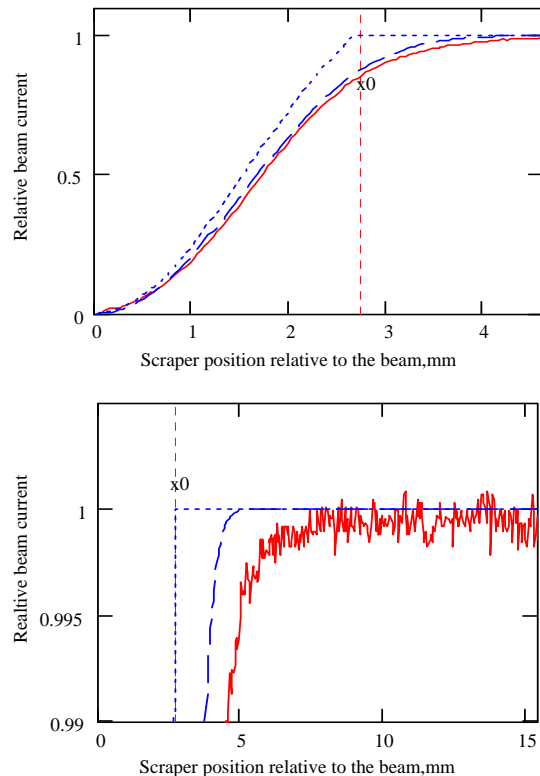 1
x0
0.5
0
0
1
2
3
4
Relative beam current
Scraper position relative to the beam,mm
x0
1
0.995
0.99
0
5
10
15
Realtive beam current
Scraper position relative to the beam,mm